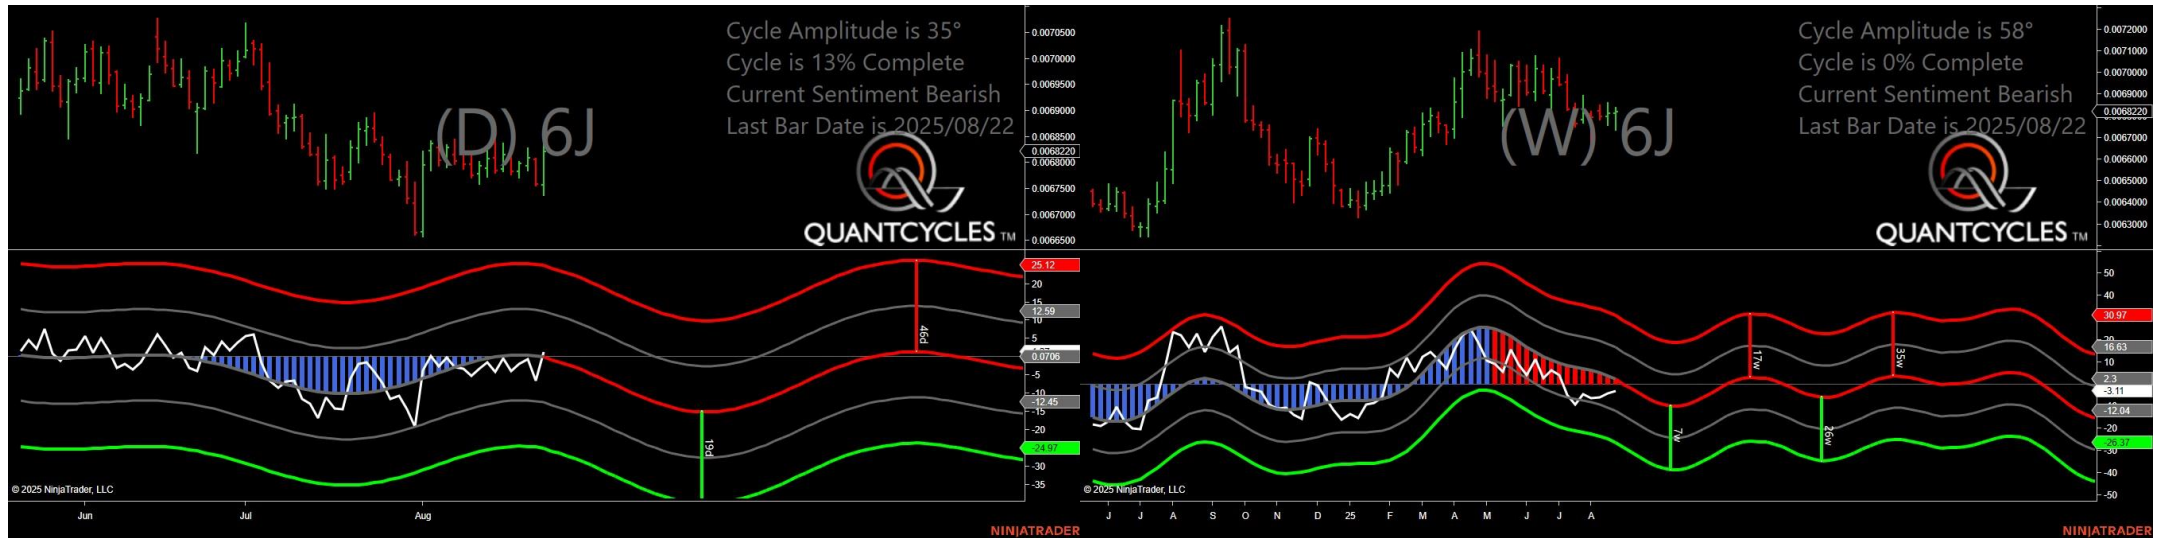 Cycle Amplitude is 35°
Cycle is 13% Complete
Current Sentiment Bearish
Last Bar Date is 2025/08/22
(D) 6J
QUANTCYCLES TM
0.0070500
0.0070000
0.0069500
0.0069000
0.0068500
0.0068220
0.0068000
0.0067500
0.0067000
0.0066500
25.12
20
15
12.59
10
5
0.0706
-5
-10
-12.45
-15
-20
-24.97
-30
-35
46d
19d
© 2025 NinjaTrader, LLC
Jun Jul Aug
NINJATRADER
Cycle Amplitude is 58°
Cycle is 0% Complete
Current Sentiment Bearish
Last Bar Date is 2025/08/22
(W) 6J
QUANTCYCLES TM
0.0072000
0.0071000
0.0070000
0.0069000
0.0068220
0.0067000
0.0066000
0.0065000
0.0064000
0.0063000
50
40
30.97
20
16.63
10
2.3
-3.11
-12.04
-20
-26.37
-30
-40
-50
17w
35w
7w
26w
© 2025 NinjaTrader, LLC
J J A S O N D 25 F M A M J J A
NINJATRADER